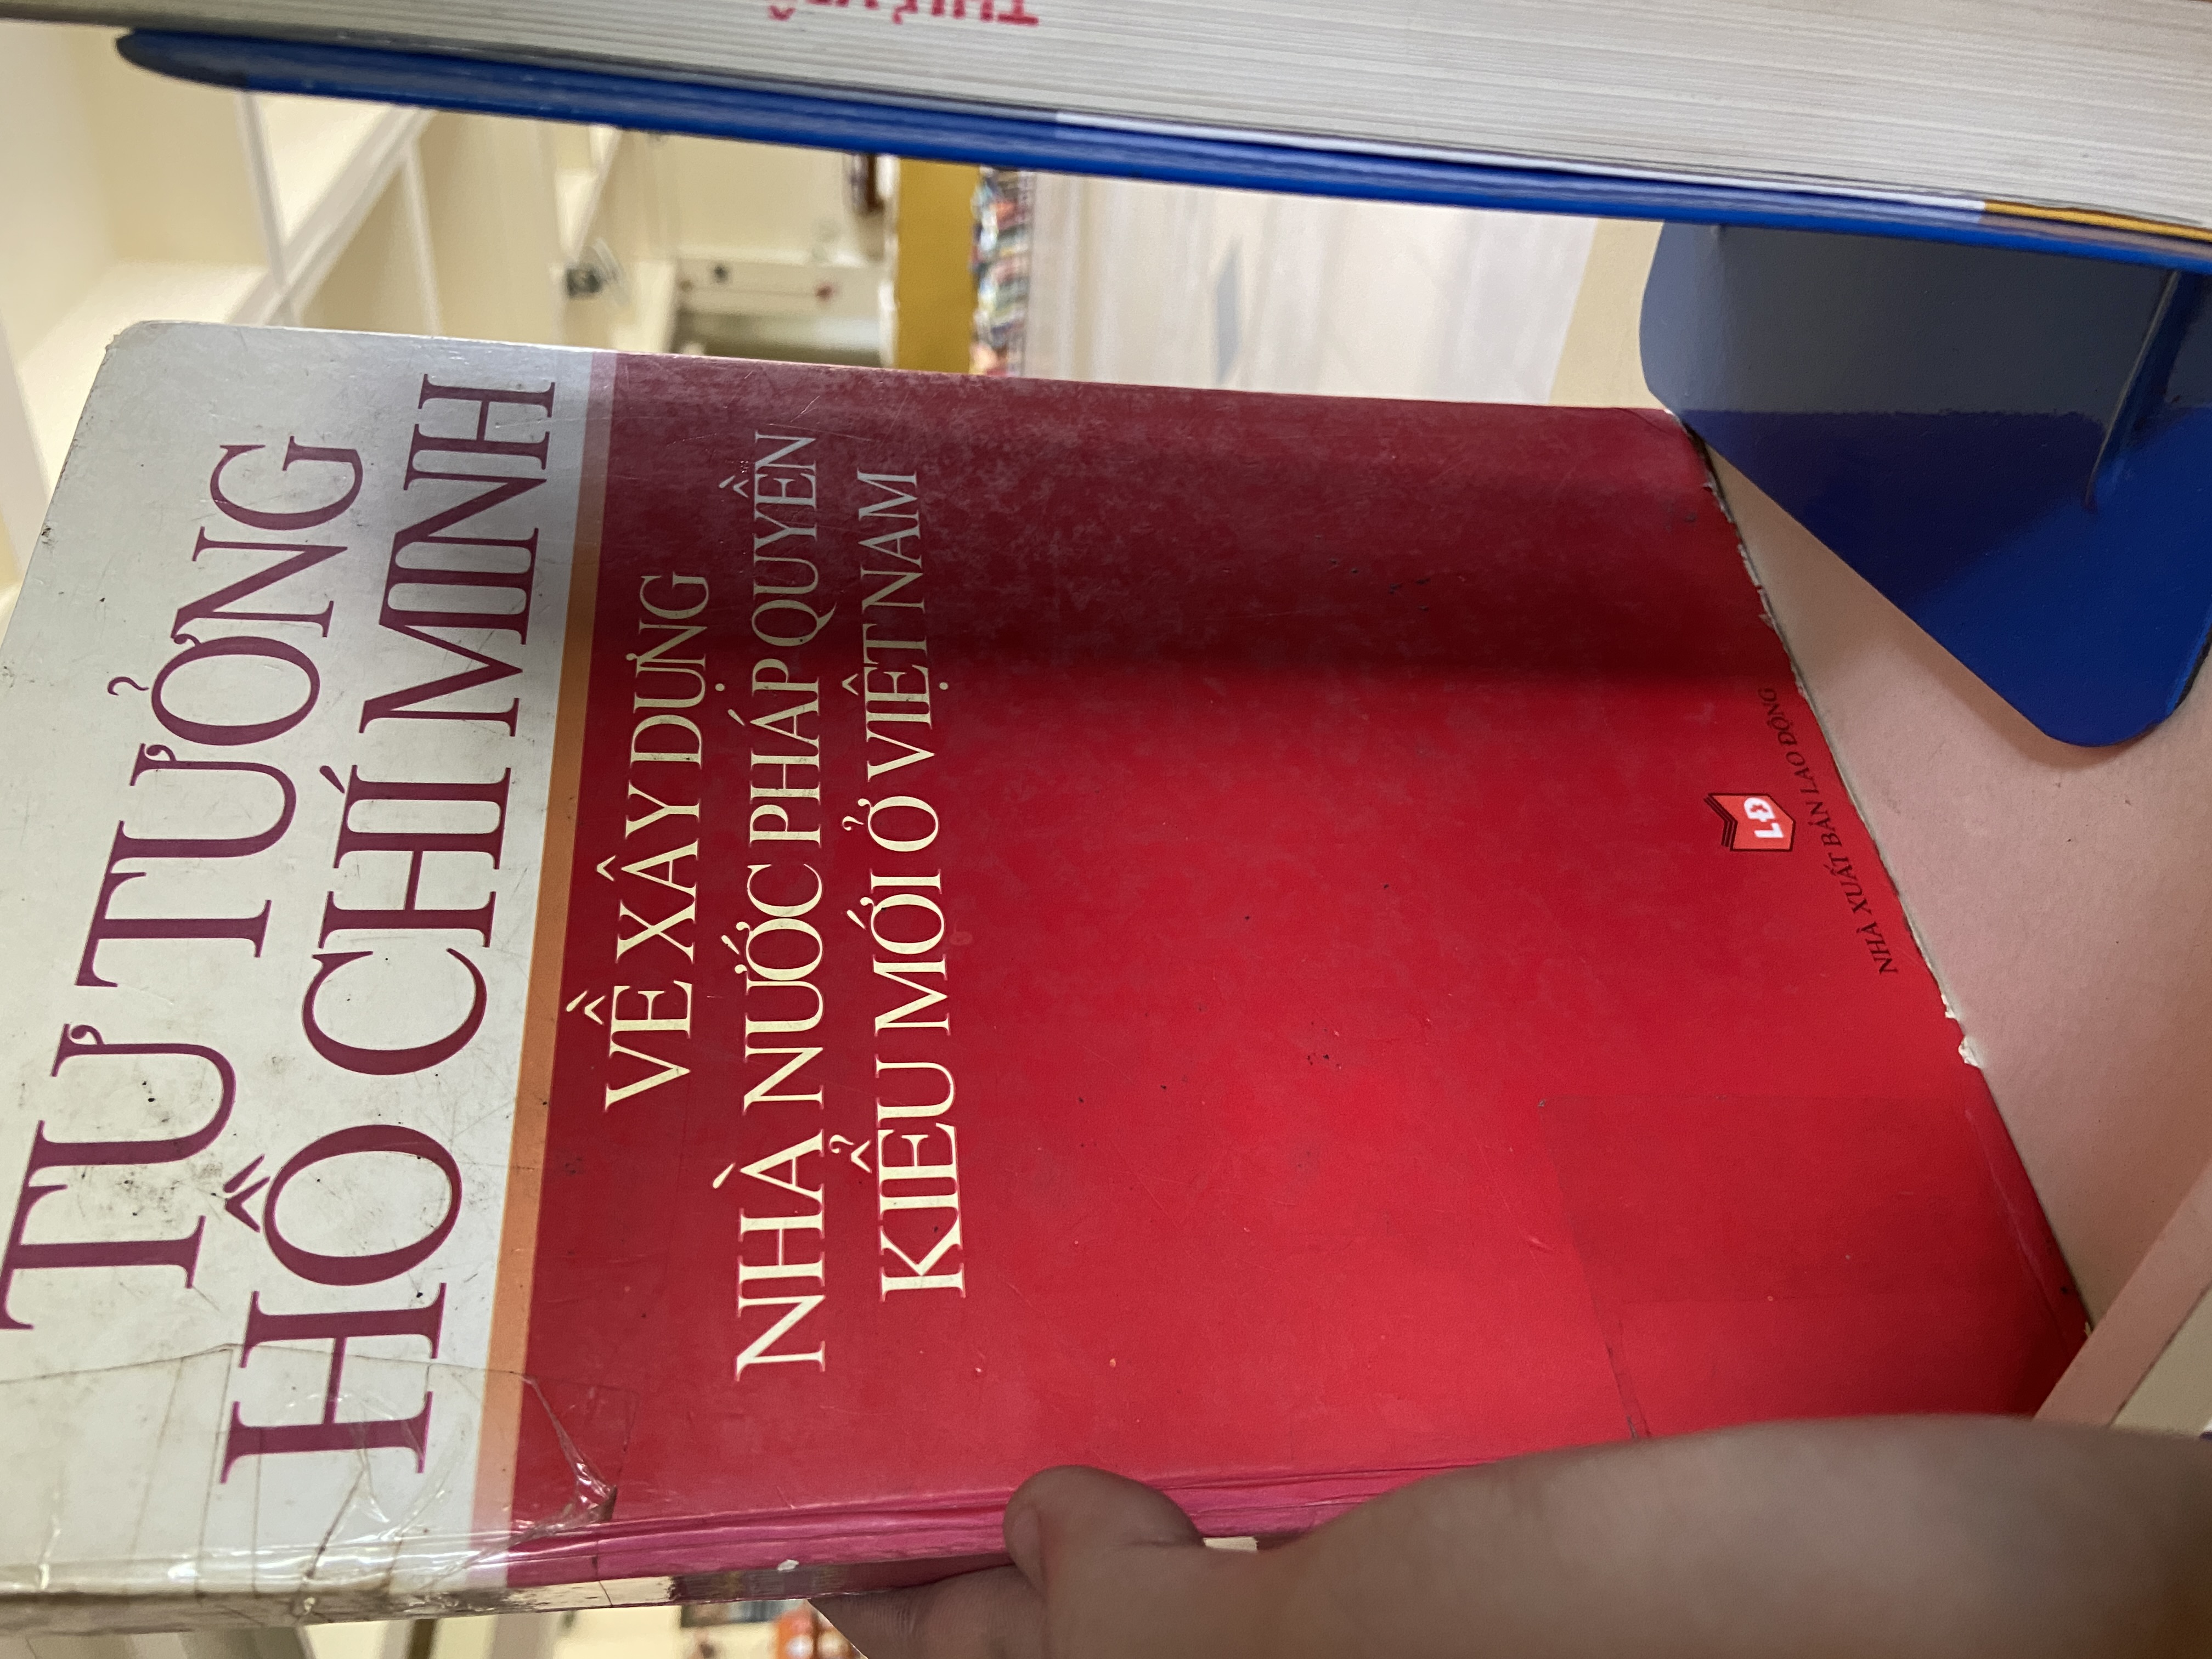 TƯ TƯỞNG
HỒ CHÍ MINH
VỀ XÂY DỰNG
NHÀ NƯỚC PHÁP QUYỀN
KIỂU MỚI Ở VIỆT NAM
LĐ
NHÀ XUẤT BẢN LAO ĐỘNG